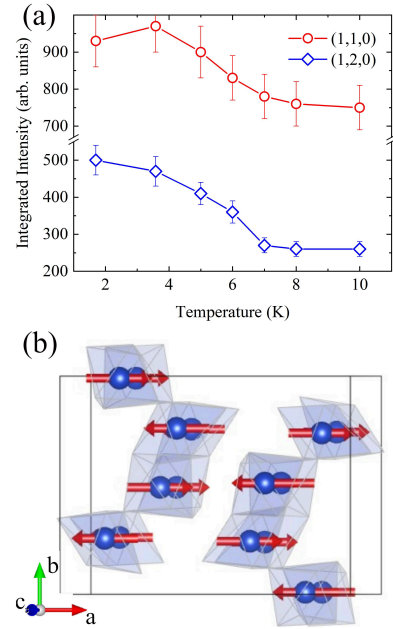 (a)
(1,1,0)
(1,2,0)
Integrated Intensity (arb. units)
900
800
700
500
400
300
200
2
4
6
8
10
Temperature (K)
(b)
b
c
a